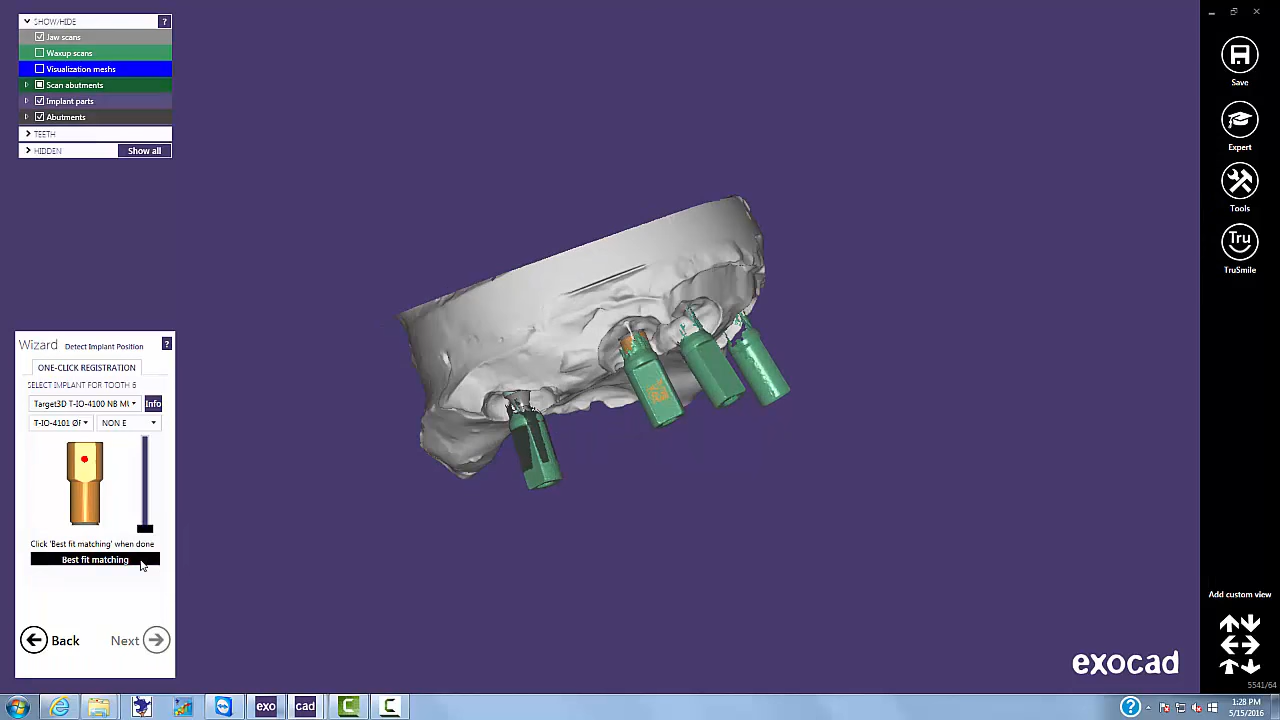 SHOW/HIDE ?
Jaw scans
Waxup scans
Visualization meshs
Scan abutments
Implant parts
Abutments
TEETH
HIDDEN Show all
Save
Expert
Tools
Tru
TruSmile
Wizard Detect Implant Position ?
ONE-CLICK REGISTRATION
SELECT IMPLANT FOR TOOTH 6
Target3D T-IO-4100 NB Info
T-IO-4101 NON E
Click 'Best fit matching' when done
Best fit matching
Back Next
Add custom view
exocad
5541/64
exo cad C C ?
1:28 PM
5/15/2016